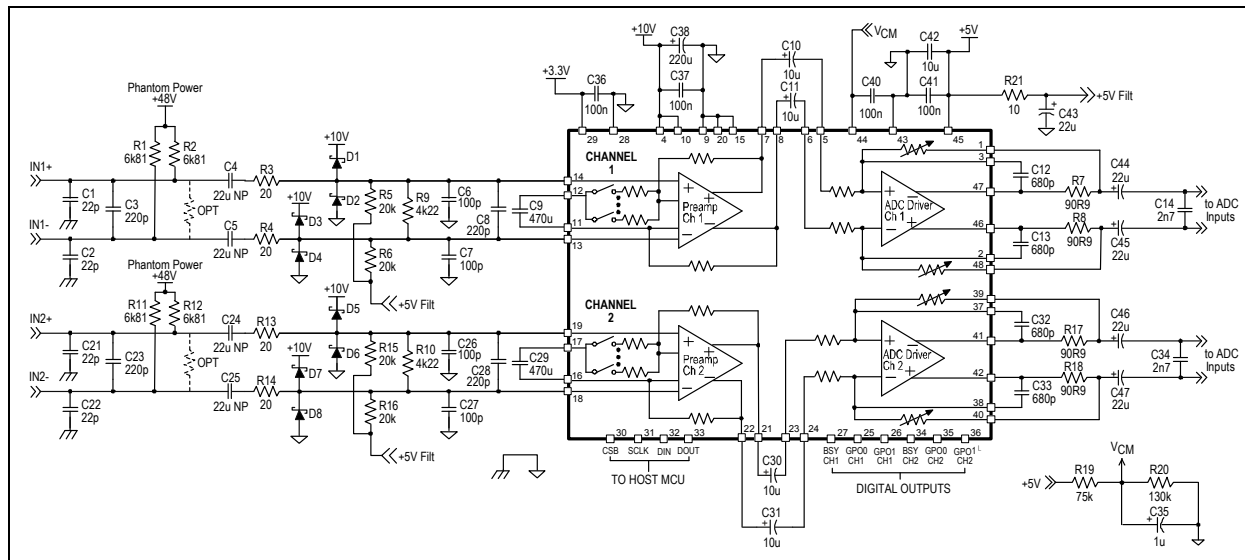 +10V
C38
220u
C37
100n
+3.3V
C36
100n
C10
10u
C11
10u
VCM
C42
10u
+5V
C40
100n
C41
100n
R21
10
+5V Filt
C43
22u
29 28 4 10 9 20 15 7 8 6 5 44 43 45
Phantom Power
+48V
R1
6k81
R2
6k81
IN1+
C1
22p
C3
220p
OPT
C4
22u NP
R3
20
+10V
D1
D2
+10V
D3
D4
R5
20k
R9
4k22
C6
100p
C8
220p
C9
470u
IN1-
C2
22p
C5
22u NP
R4
20
R6
20k
C7
100p
+5V Filt
CHANNEL
1
14
12
11
13
Preamp
Ch 1
ADC Driver
Ch 1
1
3
47
46
2
48
C12
680p
R7
90R9
C44
22u
C14
2n7
R8
90R9
C13
680p
C45
22u
to ADC
Inputs
Phantom Power
+48V
R11
6k81
R12
6k81
IN2+
C21
22p
C23
220p
OPT
C24
22u NP
R13
20
+10V
D5
D6
+10V
D7
D8
R15
20k
R10
4k22
C26
100p
C28
220p
C29
470u
IN2-
C22
22p
C25
22u NP
R14
20
R16
20k
C27
100p
+5V Filt
CHANNEL
2
19
17
16
18
Preamp
Ch 2
ADC Driver
Ch 2
39
37
41
42
38
40
C32
680p
R17
90R9
C46
22u
C34
2n7
R18
90R9
C33
680p
C47
22u
to ADC
Inputs
30 31 32 33 22 21 23 24 27 25 26 34 35 36
CSB SCLK DIN DOUT
TO HOST MCU
BSY CH1
GPO0 CH1
GPO1 CH1
BSY CH2
GPO0 CH2
GPO1 L CH2
DIGITAL OUTPUTS
C30
10u
C31
10u
+5V
R19
75k
VCM
R20
130k
C35
1u